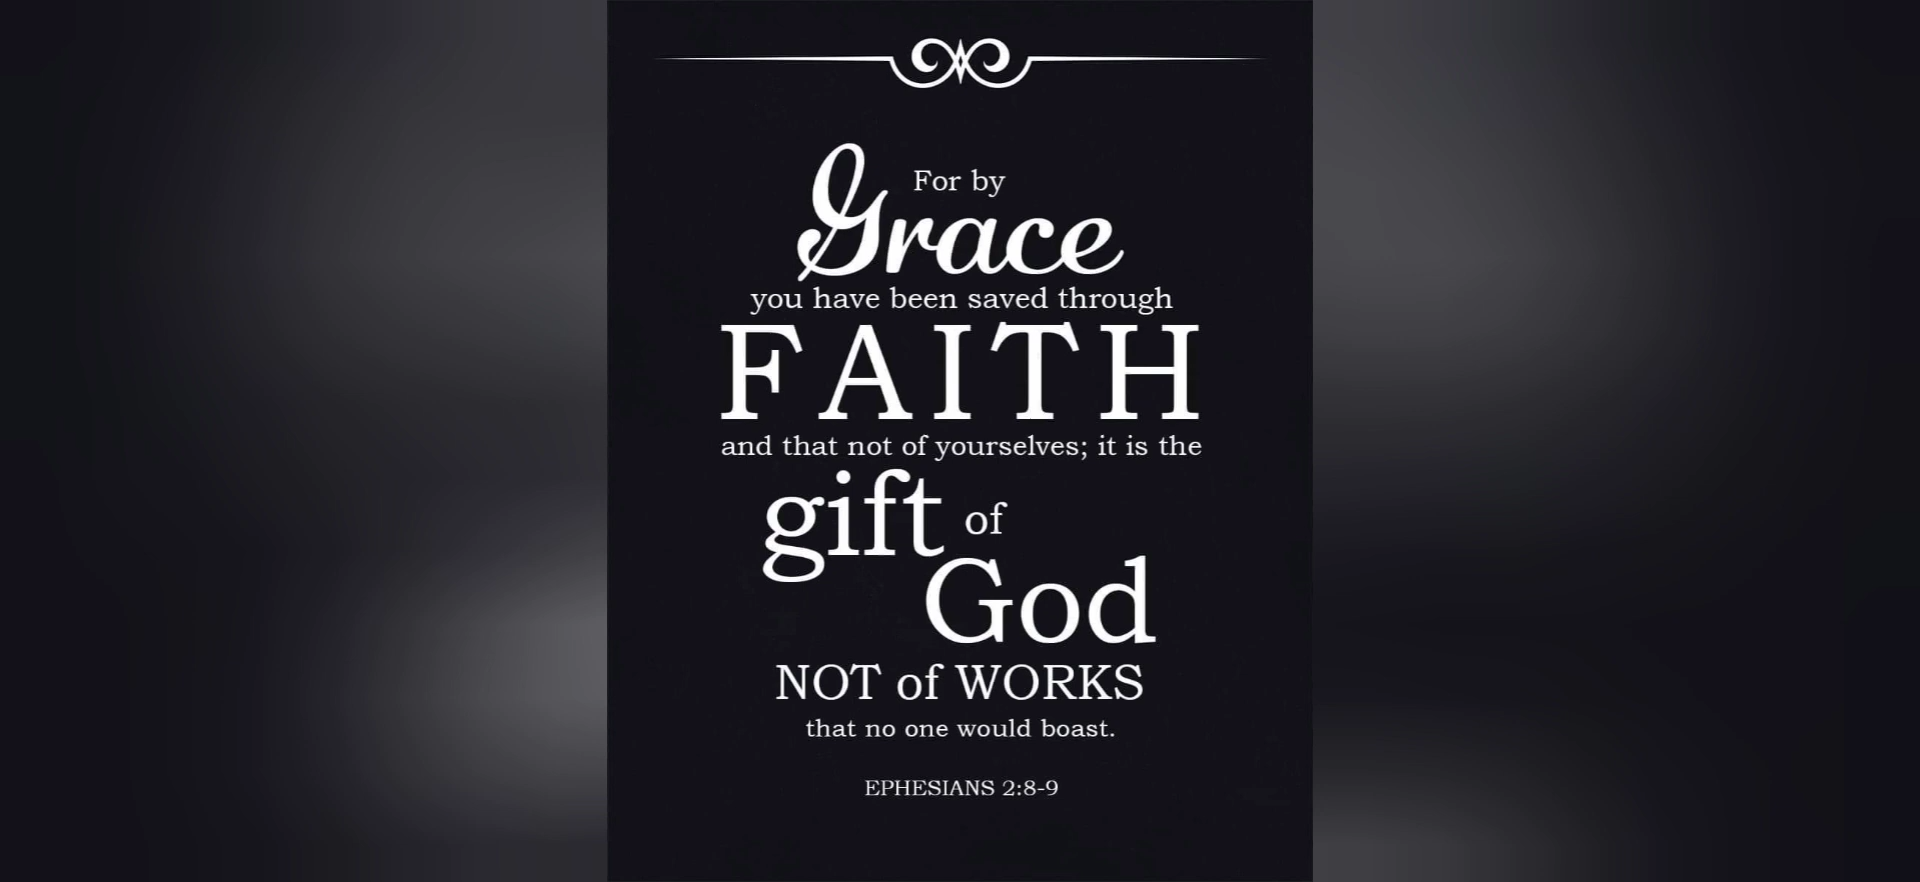 For by
Grace
you have been saved through
FAITH
and that not of yourselves; it is the
gift of
God
NOT of WORKS
that no one would boast.
EPHESIANS 2:8-9